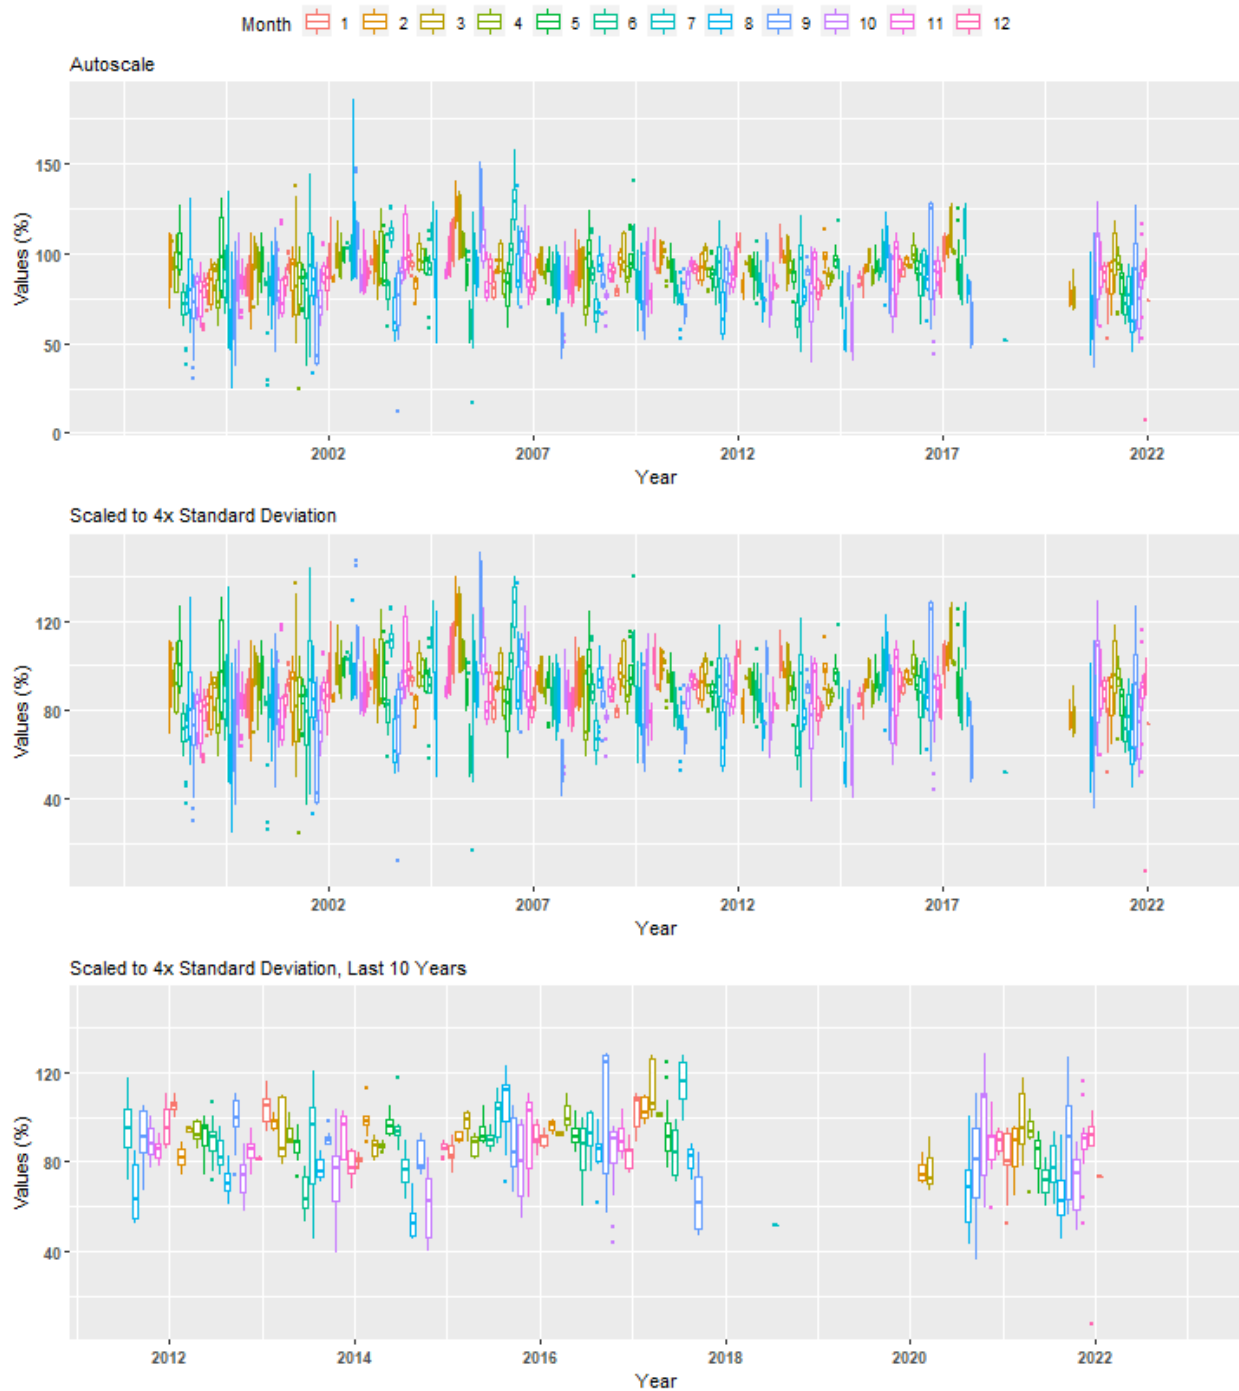 Month 1 2 3 4 5 6 7 8 9 10 11 12
Autoscale
150
100
50
0
Values (%)
2002 2007 2012 2017 2022
Year
Scaled to 4x Standard Deviation
120
80
40
Values (%)
2002 2007 2012 2017 2022
Year
Scaled to 4x Standard Deviation, Last 10 Years
120
80
40
Values (%)
2012 2014 2016 2018 2020 2022
Year